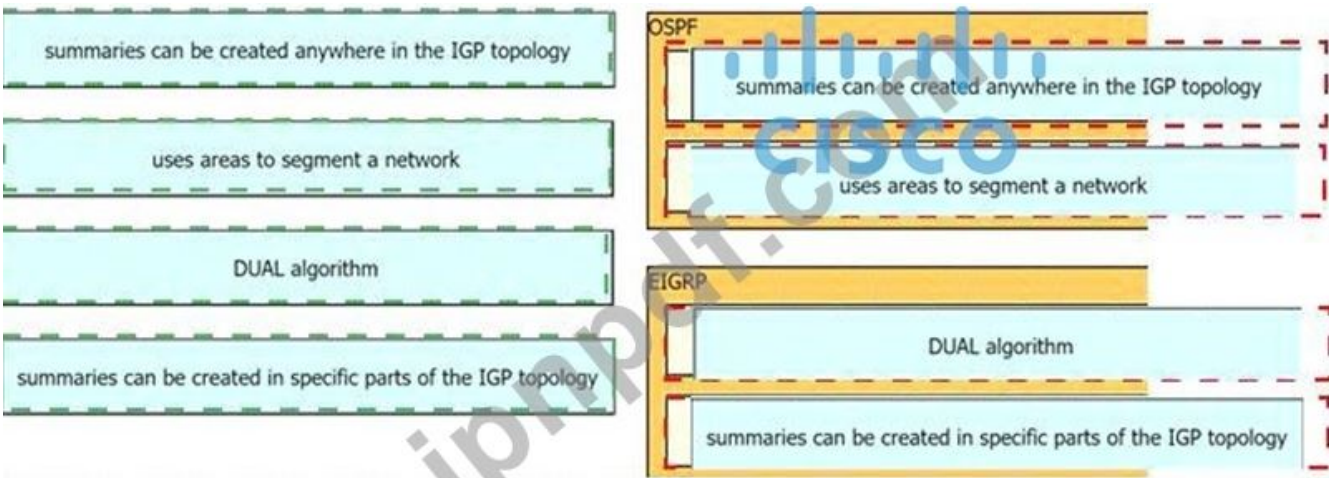 summaries can be created anywhere in the IGP topology
uses areas to segment a network
DUAL algorithm
summaries can be created in specific parts of the IGP topology
OSPF
summaries can be created anywhere in the IGP topology
CISCO
uses areas to segment a network
EIGRP
DUAL algorithm
summaries can be created in specific parts of the IGP topology
ipnpdf.com